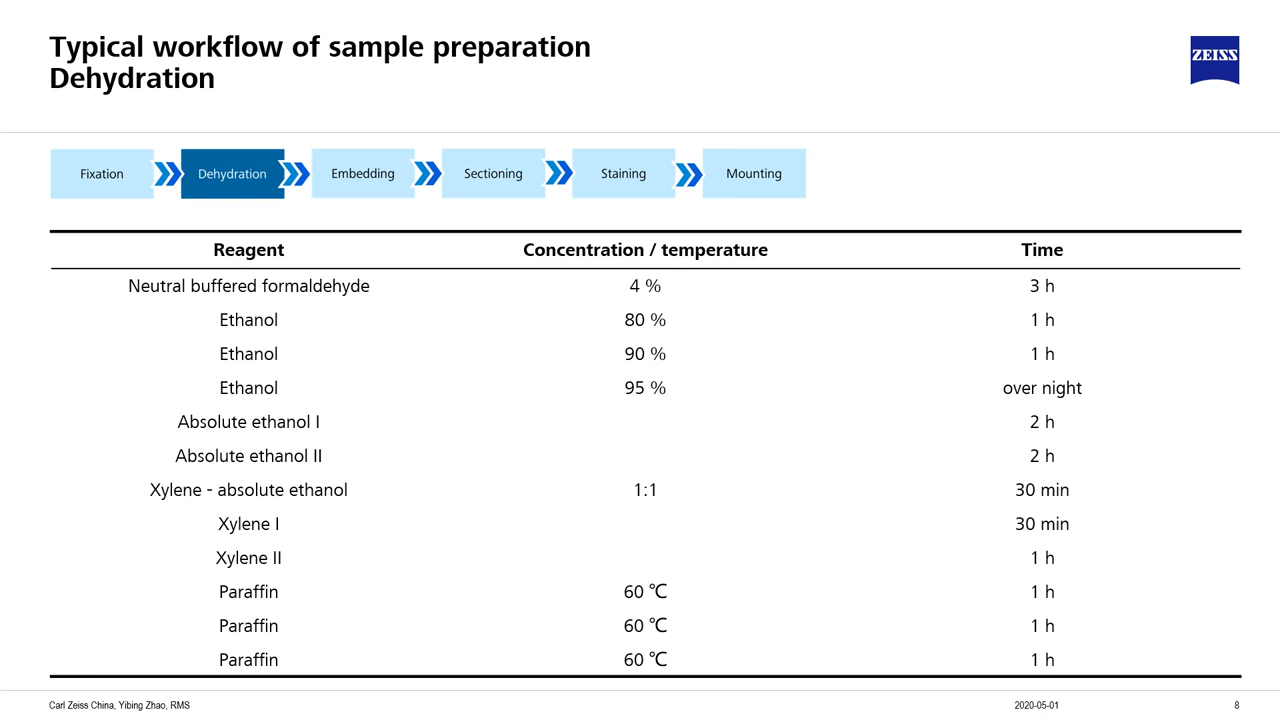 Typical workflow of sample preparation
Dehydration
ZEISS
Fixation Dehydration Embedding Sectioning Staining Mounting
Reagent Concentration / temperature Time
Neutral buffered formaldehyde 4 % 3 h
Ethanol 80 % 1 h
Ethanol 90 % 1 h
Ethanol 95 % over night
Absolute ethanol I 2 h
Absolute ethanol II 2 h
Xylene - absolute ethanol 1:1 30 min
Xylene I 30 min
Xylene II 1 h
Paraffin 60 ℃ 1 h
Paraffin 60 ℃ 1 h
Paraffin 60 ℃ 1 h
Carl Zeiss China, Yibing Zhao, RMS 2020-05-01 8